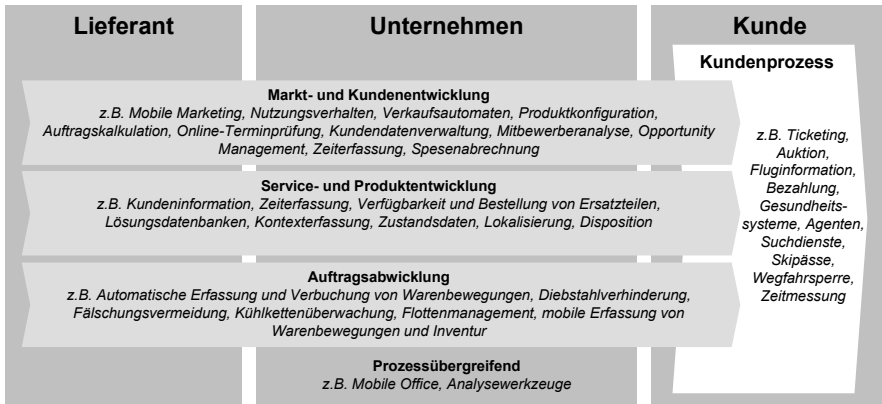 Lieferant
Unternehmen
Kunde
Kundenprozess
Markt- und Kundenentwicklung
z.B. Mobile Marketing, Nutzungsverhalten, Verkaufsautomaten, Produktkonfiguration,
Auftragskalkulation, Online-Terminprüfung, Kundendatenverwaltung, Mitbewerberanalyse, Opportunity
Management, Zeiterfassung, Spesenabrechnung
Service- und Produktentwicklung
z.B. Kundeninformation, Zeiterfassung, Verfügbarkeit und Bestellung von Ersatzteilen,
Lösungsdatenbanken, Kontexterfassung, Zustandsdaten, Lokalisierung, Disposition
Auftragsabwicklung
z.B. Automatische Erfassung und Verbuchung von Warenbewegungen, Diebstahlverhinderung,
Fälschungsvermeidung, Kühlkettenüberwachung, Flottenmanagement, mobile Erfassung von
Warenbewegungen und Inventur
Prozessübergreifend
z.B. Mobile Office, Analysewerkzeuge
z.B. Ticketing,
Auktion,
Fluginformation,
Bezahlung,
Gesundheits-
systeme, Agenten,
Suchdienste,
Skipässe,
Wegfahrsperre,
Zeitmessung